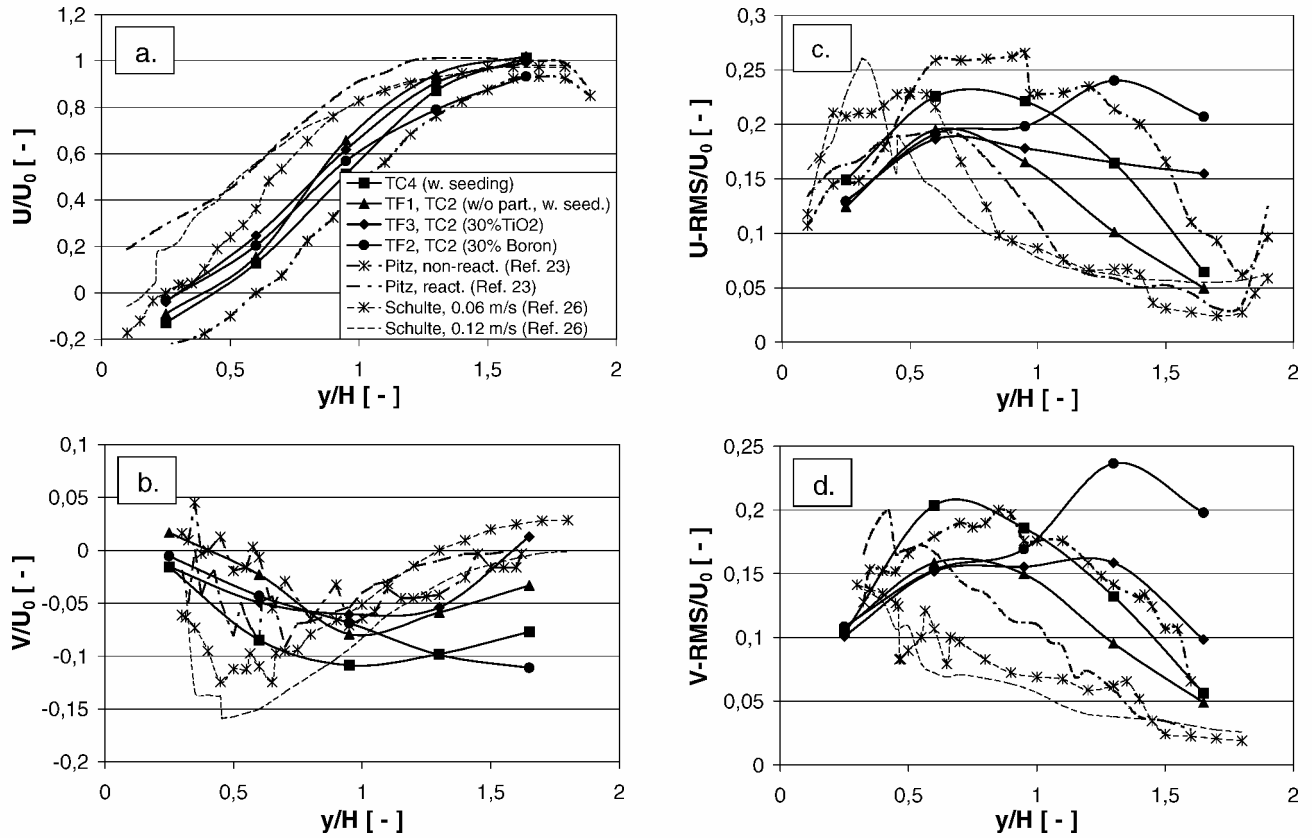 a.
1,2
1
0,8
0,6
0,4
0,2
0
-0,2
U/U0 [ - ]
0
0,5
1
1,5
2
y/H [ - ]
TC4 (w. seeding)
TF1, TC2 (w/o part., w. seed.)
TF3, TC2 (30%TiO2)
TF2, TC2 (30% Boron)
Pitz, non-react. (Ref. 23)
Pitz, react. (Ref. 23)
Schulte, 0.06 m/s (Ref. 26)
Schulte, 0.12 m/s (Ref. 26)
c.
0,3
0,25
0,2
0,15
0,1
0,05
0
U-RMS/U0 [ - ]
0
0,5
1
1,5
2
y/H [ - ]
b.
0,1
0,05
0
-0,05
-0,1
-0,15
-0,2
V/U0 [ - ]
0
0,5
1
1,5
2
y/H [ - ]
d.
0,25
0,2
0,15
0,1
0,05
0
V-RMS/U0 [ - ]
0
0,5
1
1,5
2
y/H [ - ]